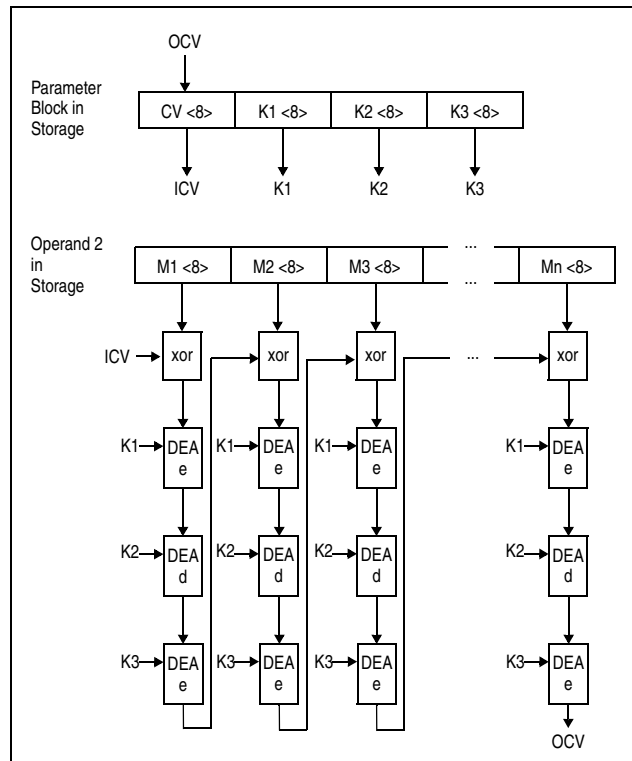 OCV
Parameter
Block in
Storage
CV <8> K1 <8> K2 <8> K3 <8>
ICV K1 K2 K3
Operand 2
in
Storage
...
M1 <8> M2 <8> M3 <8> ... Mn <8>
ICV xor xor xor ... xor
K1 DEA K1 DEA K1 DEA K1 DEA
e e e e
K2 DEA K2 DEA K2 DEA K2 DEA
d d d d
K3 DEA K3 DEA K3 DEA K3 DEA
e e e e
OCV